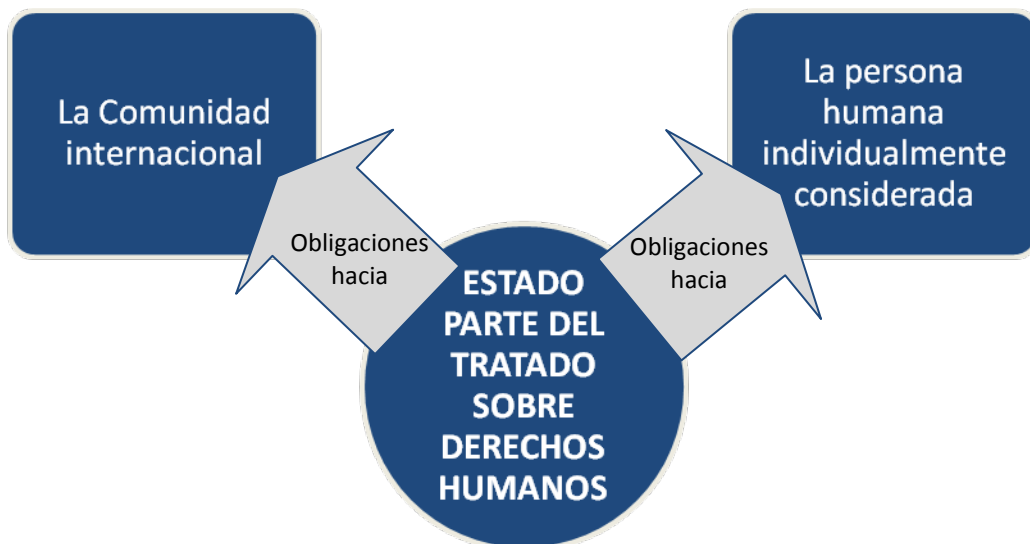 La Comunidad
internacional
La persona
humana
individualmente
considerada
Obligaciones
hacia
Obligaciones
hacia
ESTADO
PARTE DEL
TRATADO
SOBRE
DERECHOS
HUMANOS